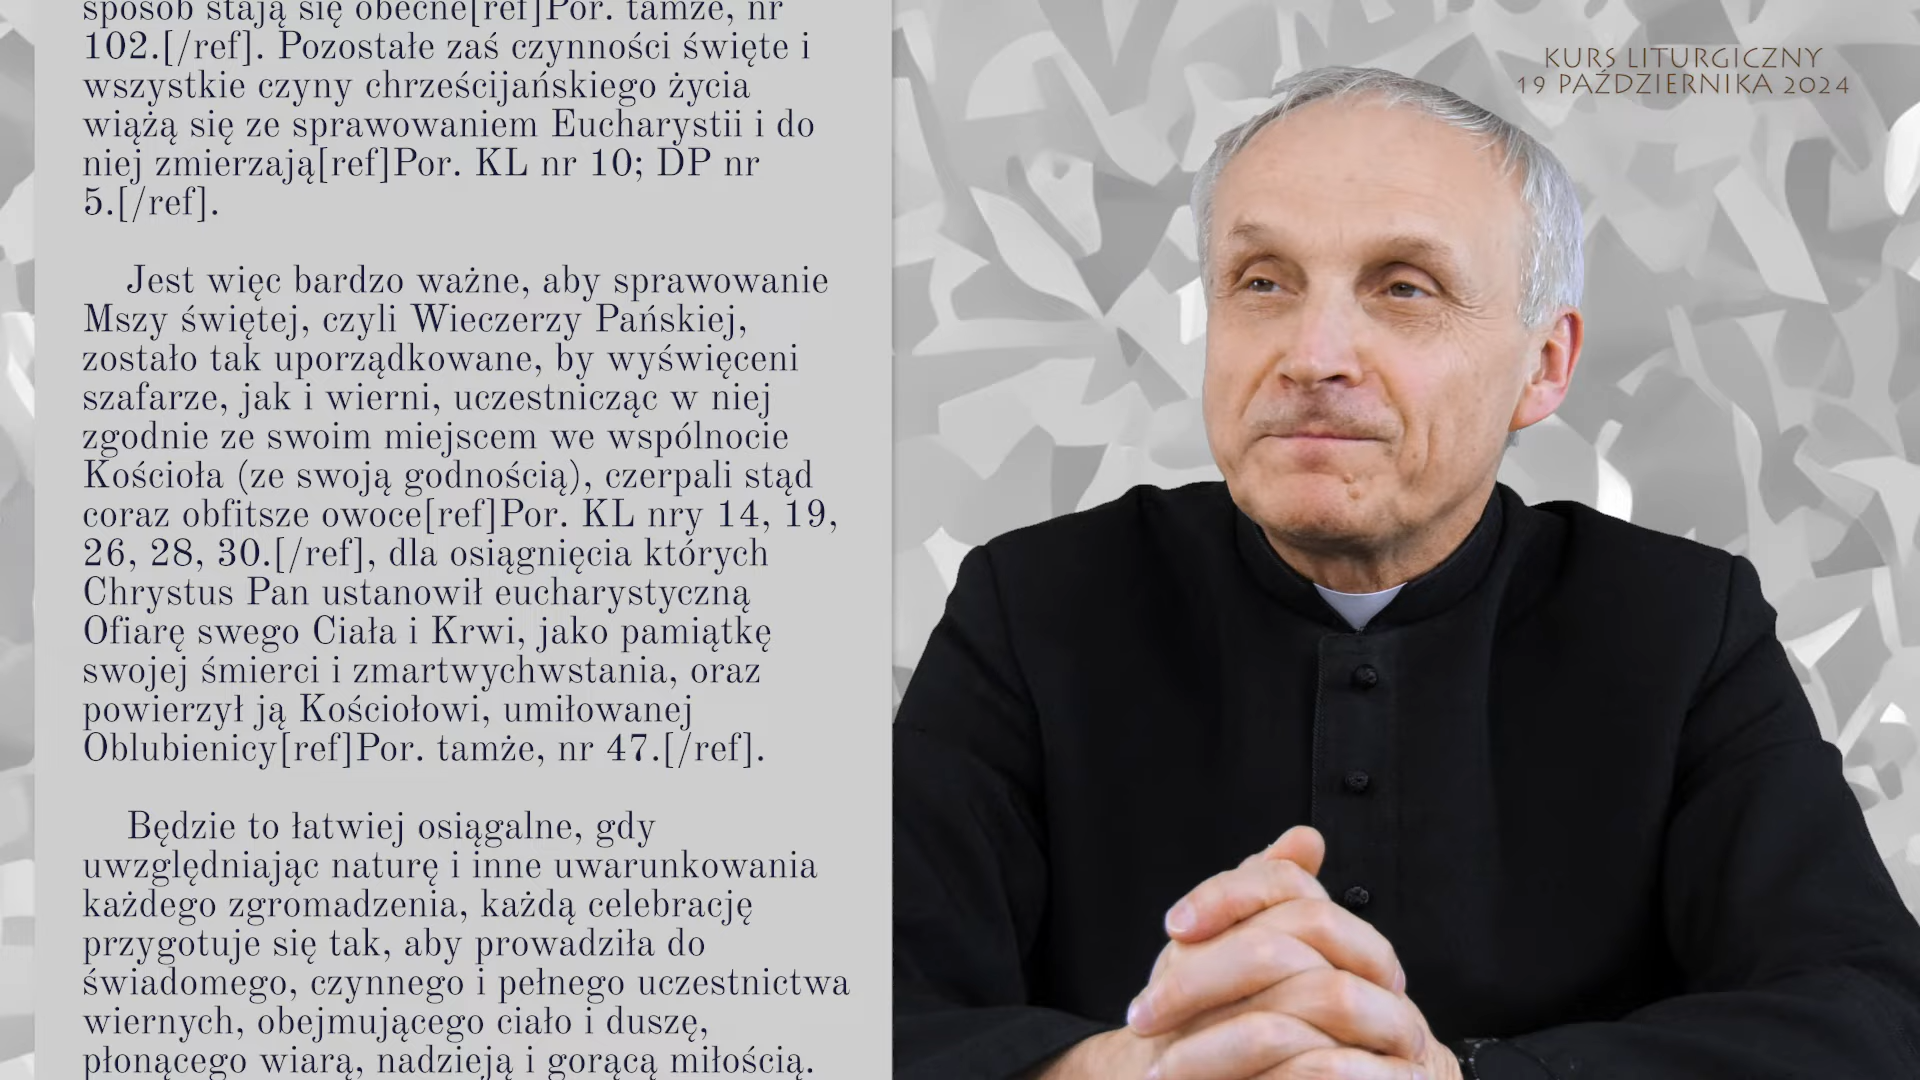 sposób stają się obecne[ref]Por. tamże, nr
102.[/ref]. Pozostałe zaś czynności święte i
wszystkie czyny chrześcijańskiego życia
wiążą się ze sprawowaniem Eucharystii i do
niej zmierzają[ref]Por. KL nr 10; DP nr
5.[/ref].
Jest więc bardzo ważne, aby sprawowanie
Mszy świętej, czyli Wieczerzy Pańskiej,
zostało tak uporządkowane, by wyświęceni
szafarze, jak i wierni, uczestnicząc w niej
zgodnie ze swoim miejscem we wspólnocie
Kościoła (ze swoją godnością), czerpali stąd
coraz obfitsze owoce[ref]Por. KL nry 14, 19,
26, 28, 30.[/ref], dla osiągnięcia których
Chrystus Pan ustanowił eucharystyczną
Ofiarę swego Ciała i Krwi, jako pamiątkę
swojej śmierci i zmartwychwstania, oraz
powierzył ją Kościołowi, umiłowanej
Oblubienicy[ref]Por. tamże, nr 47.[/ref].
Będzie to łatwiej osiągalne, gdy
uwzględniając naturę i inne uwarunkowania
każdego zgromadzenia, każdą celebrację
przygotuje się tak, aby prowadziła do
świadomego, czynnego i pełnego uczestnictwa
wiernych, obejmującego ciało i duszę,
płonącego wiarą, nadzieją i gorącą miłością.
KURS LITURGICZNY
19 PAŹDZIERNIKA 2024